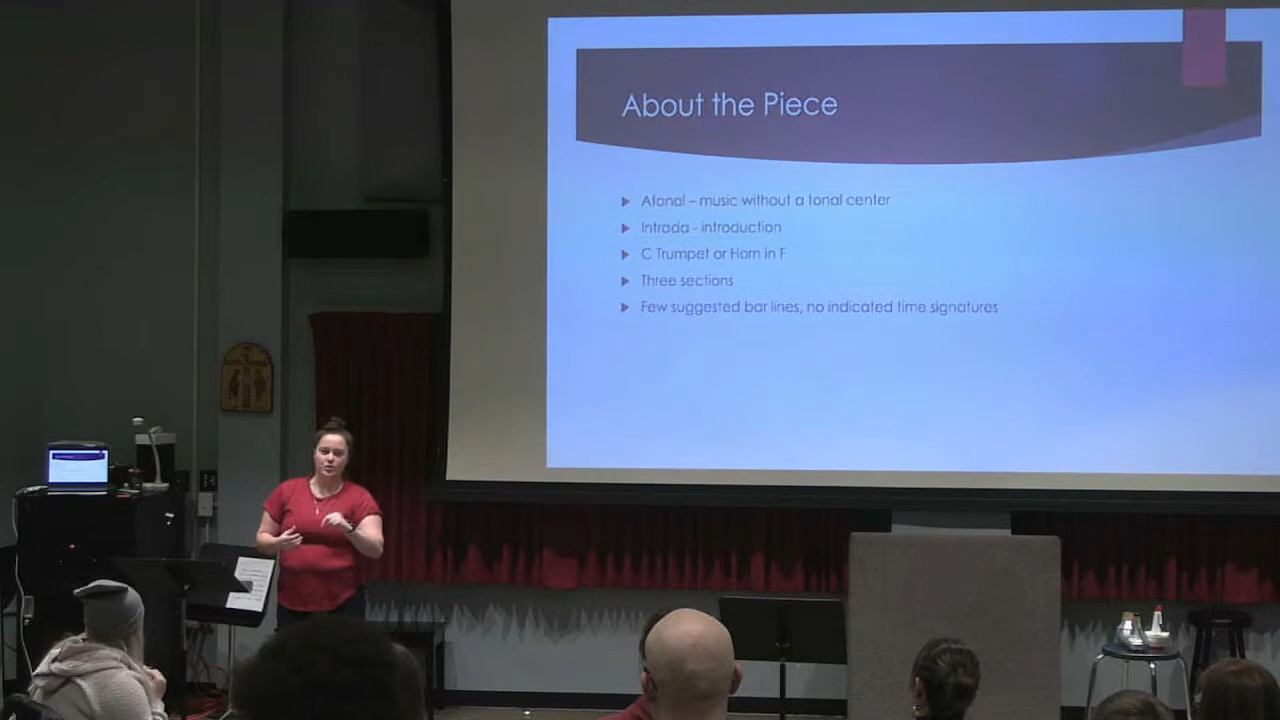 About the Piece
Atonal – music without a tonal center
Intrada - introduction
C Trumpet or Horn in F
Three sections
Few suggested bar lines, no indicated time signatures